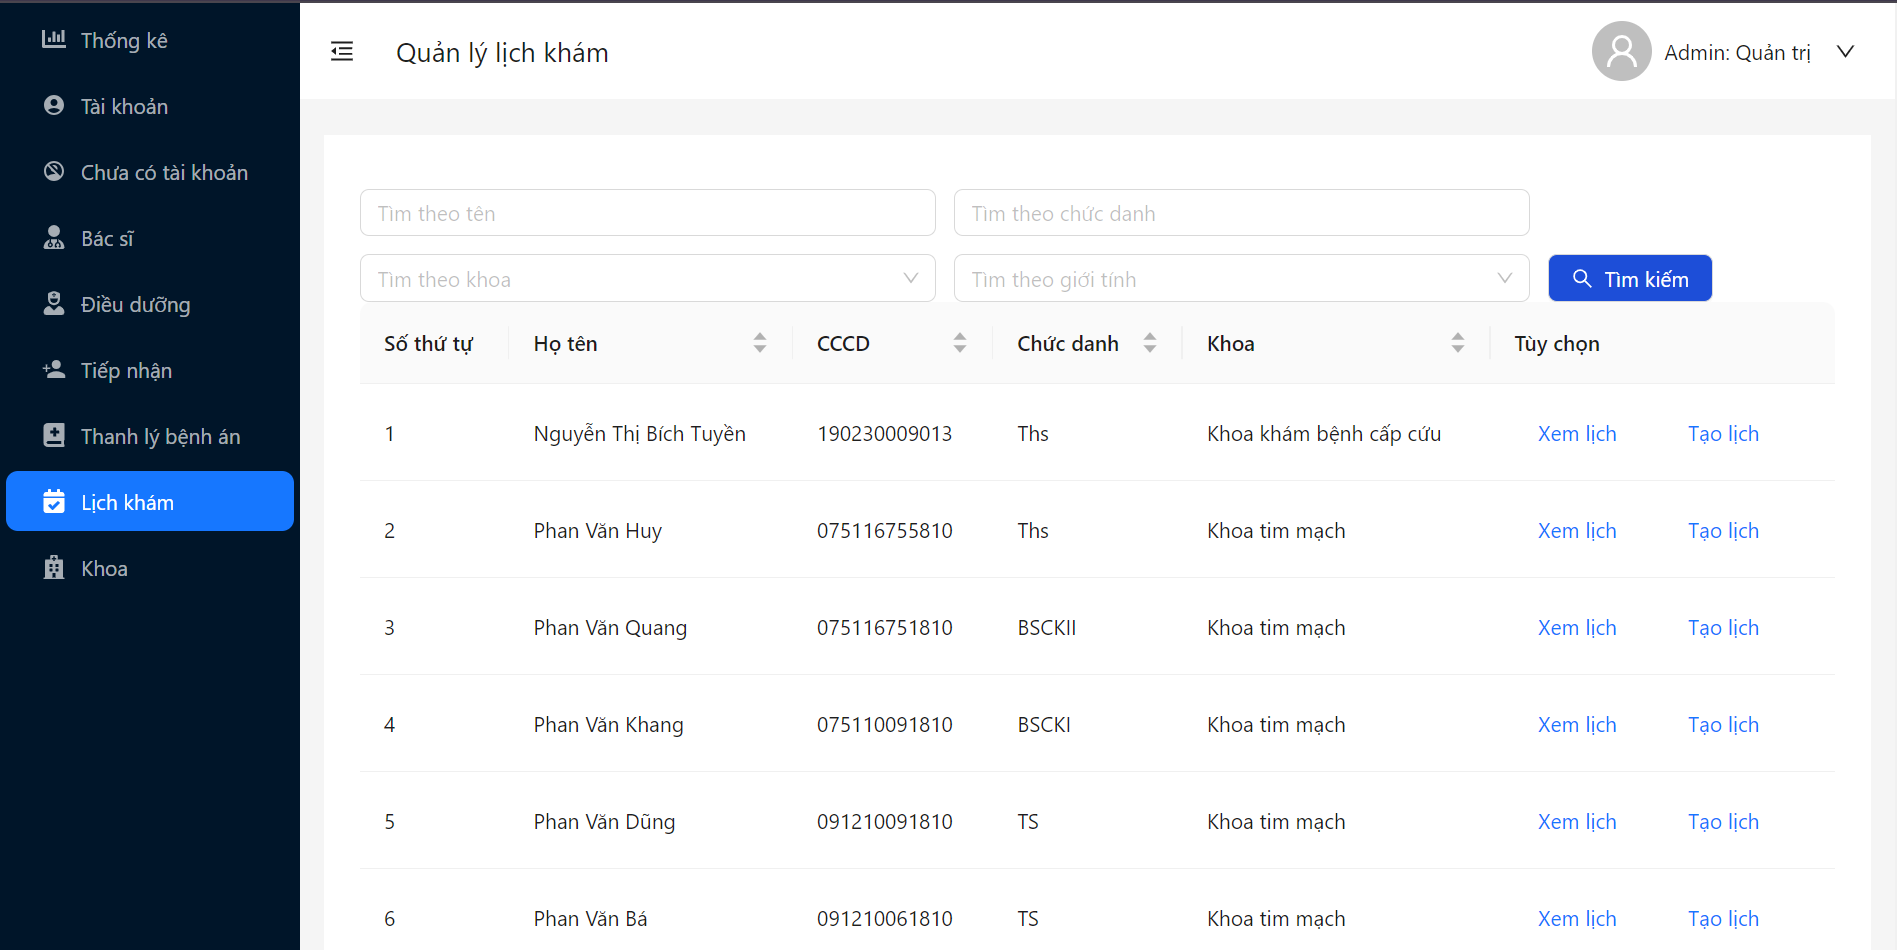 Thống kê
Tài khoản
Chưa có tài khoản
Bác sĩ
Điều dưỡng
Tiếp nhận
Thanh lý bệnh án
Lịch khám
Khoa
Quản lý lịch khám
Admin: Quản trị
Tìm theo tên
Tìm theo chức danh
Tìm theo khoa
Tìm theo giới tính
Tìm kiếm
Số thứ tự Họ tên CCCD Chức danh Khoa Tùy chọn
1 Nguyễn Thị Bích Tuyền 190230009013 Ths Khoa khám bệnh cấp cứu Xem lịch Tạo lịch
2 Phan Văn Huy 075116755810 Ths Khoa tim mạch Xem lịch Tạo lịch
3 Phan Văn Quang 075116751810 BSCKII Khoa tim mạch Xem lịch Tạo lịch
4 Phan Văn Khang 075110091810 BSCKI Khoa tim mạch Xem lịch Tạo lịch
5 Phan Văn Dũng 091210091810 TS Khoa tim mạch Xem lịch Tạo lịch
6 Phan Văn Bá 091210061810 TS Khoa tim mạch Xem lịch Tạo lịch